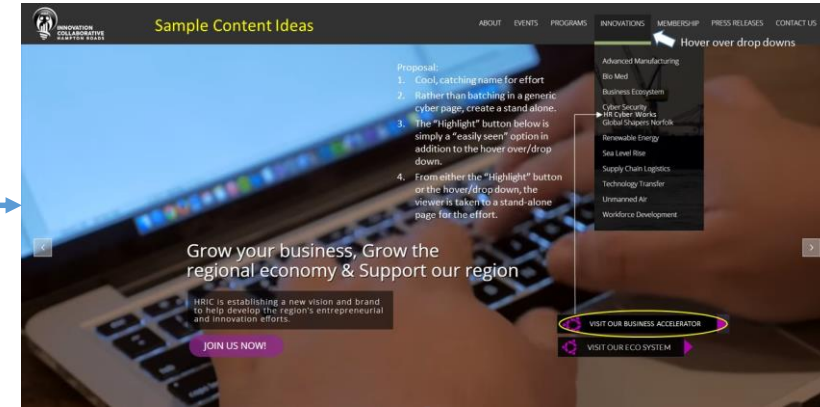 INNOVATION
COLLABORATIVE
HAMPTON ROADS
Sample Content Ideas
ABOUT EVENTS PROGRAMS INNOVATIONS MEMBERSHIP PRESS RELEASES CONTACT US
Hover over drop downs
Proposal:
1. Cool, catching name for effort
2. Rather than batching in a generic
cyber page, create a stand alone.
3. The “Highlight” button below is
simply a “easily seen” option in
addition to the hover over/drop
down.
4. From either the “Highlight” button
or the hover/drop down, the
viewer is taken to a stand-alone
page for the effort.
Advanced Manufacturing
Bio Med
Business Ecosystem
Cyber Security
HR Cyber Works
Global Shapers Norfolk
Renewable Energy
Sea Level Rise
Supply Chain Logistics
Technology Transfer
Unmanned Air
Workforce Development
Grow your business, Grow the
regional economy & Support our region
HRIC is establishing a new vision and brand
to help develop the region's entrepreneurial
and innovation efforts.
JOIN US NOW!
VISIT OUR BUSINESS ACCELERATOR
VISIT OUR ECO SYSTEM